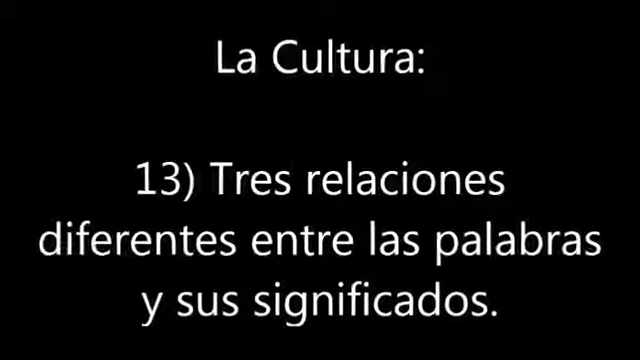 La Cultura:
13) Tres relaciones
diferentes entre las palabras
y sus significados.